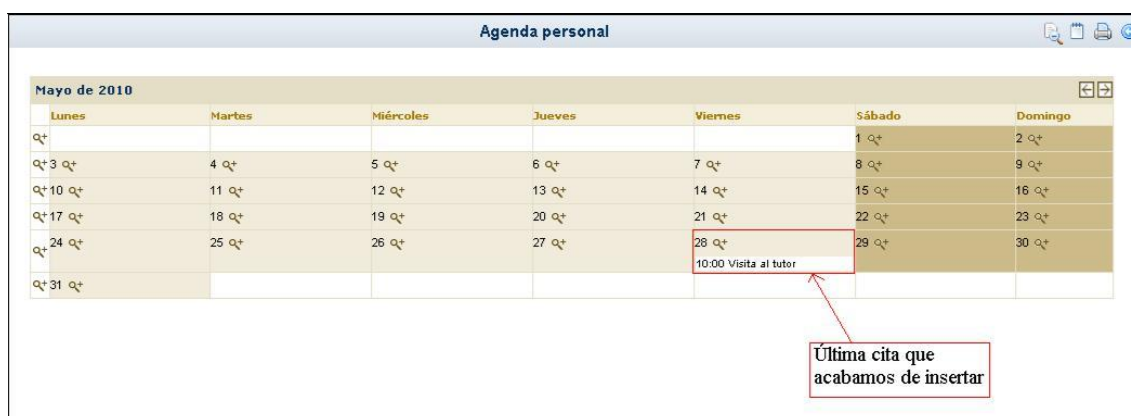 Agenda personal
Mayo de 2010
Lunes Martes Miércoles Jueves Viernes Sábado Domingo
1 2
3 4 5 6 7 8 9
10 11 12 13 14 15 16
17 18 19 20 21 22 23
24 25 26 27 28 29 30
10:00 Visita al tutor
31
Última cita que
acabamos de insertar